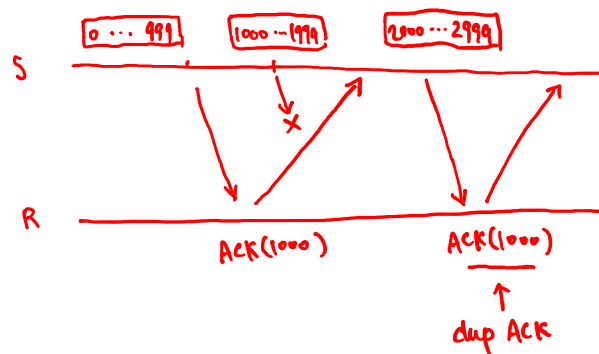 0 ... 999 1000 ... 1999 2000 ... 2999
S
X
R
ACK(1000) ACK(1000)
dup ACK